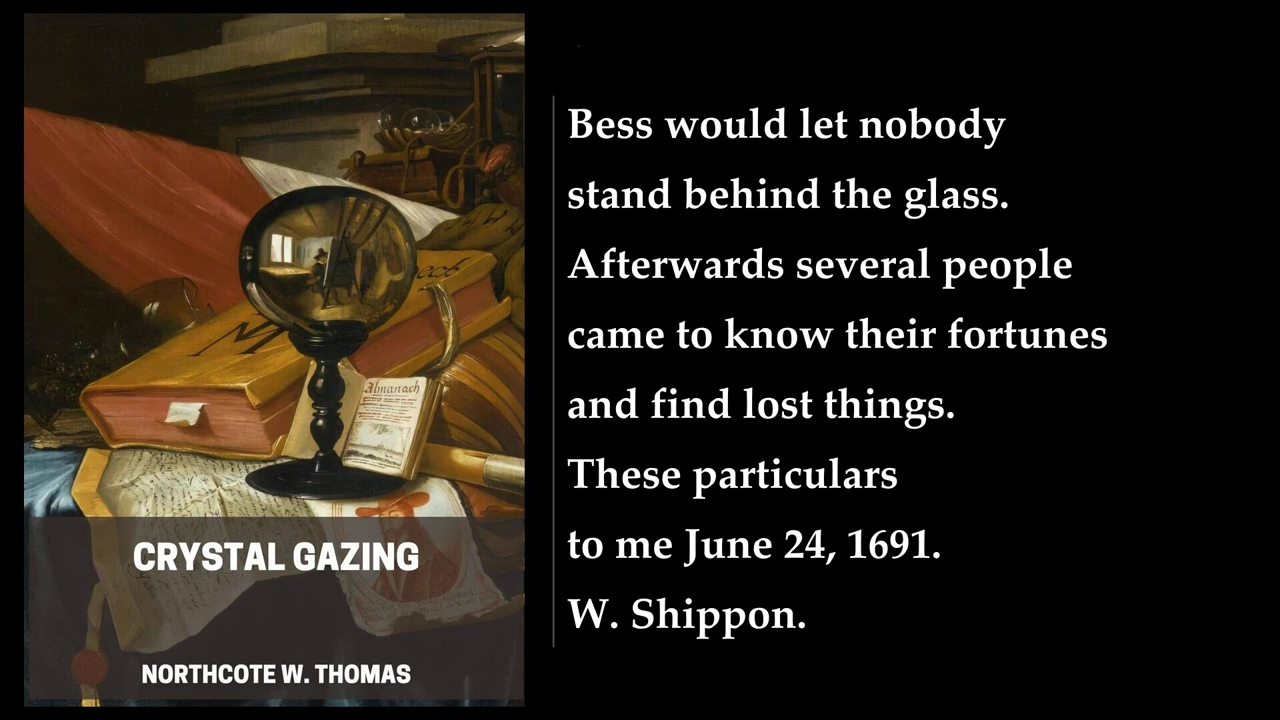 Bess would let nobody
stand behind the glass.
Afterwards several people
came to know their fortunes
and find lost things.
These particulars
to me June 24, 1691.
W. Shippon.
M
Almanach
CRYSTAL GAZING
NORTHCOTE W. THOMAS